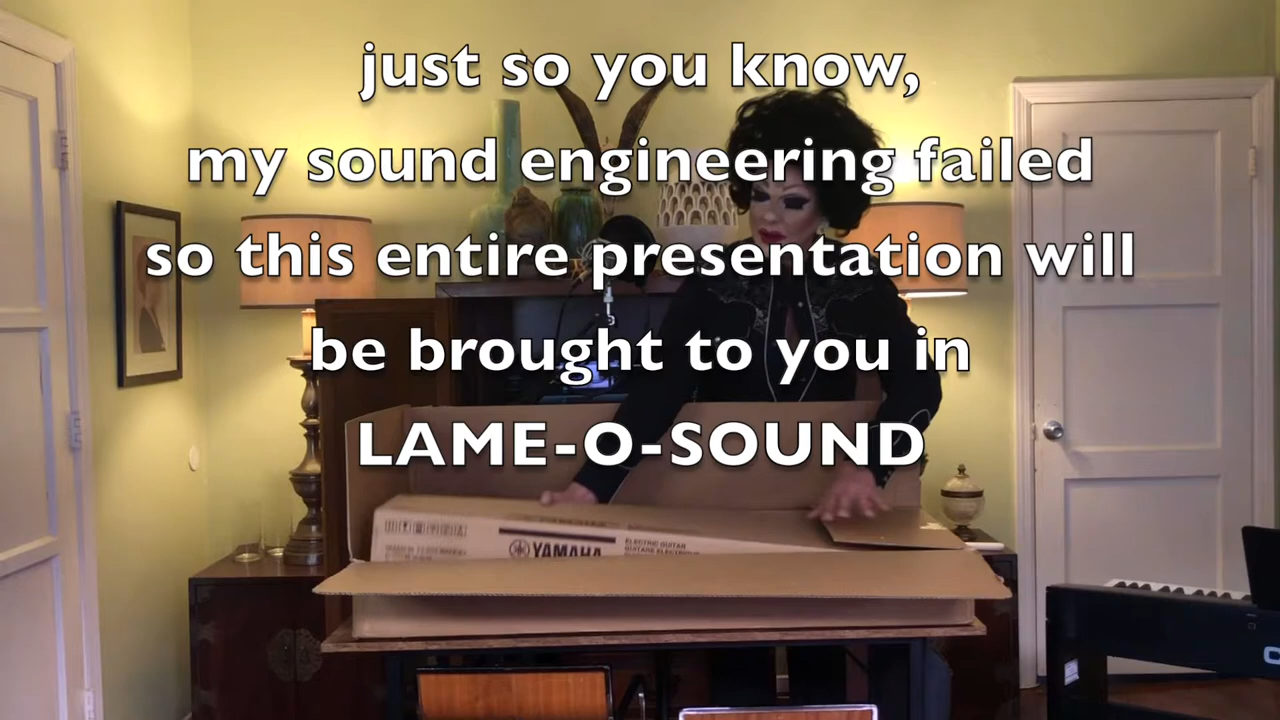 just so you know,
my sound engineering failed
so this entire presentation will
be brought to you in
LAME-O-SOUND
YAMAHA
ELECTRIC GUITAR
GUITARE ELECTRIQUE